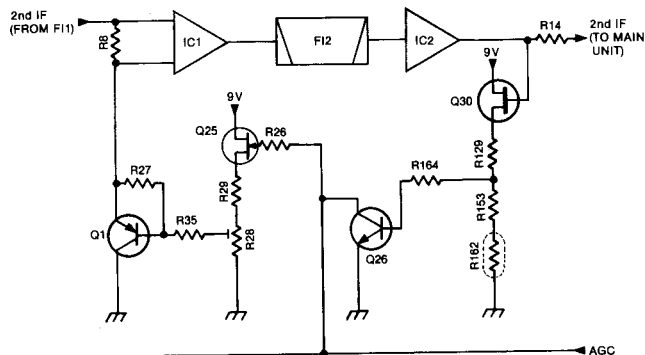 2nd IF
(FROM FI1)
R8
IC1
FI2
IC2
R14
2nd IF
(TO MAIN
UNIT)
9V
Q30
9V
Q25
R26
R129
R27
R29
R164
R153
Q1
R35
R28
Q26
R162
AGC